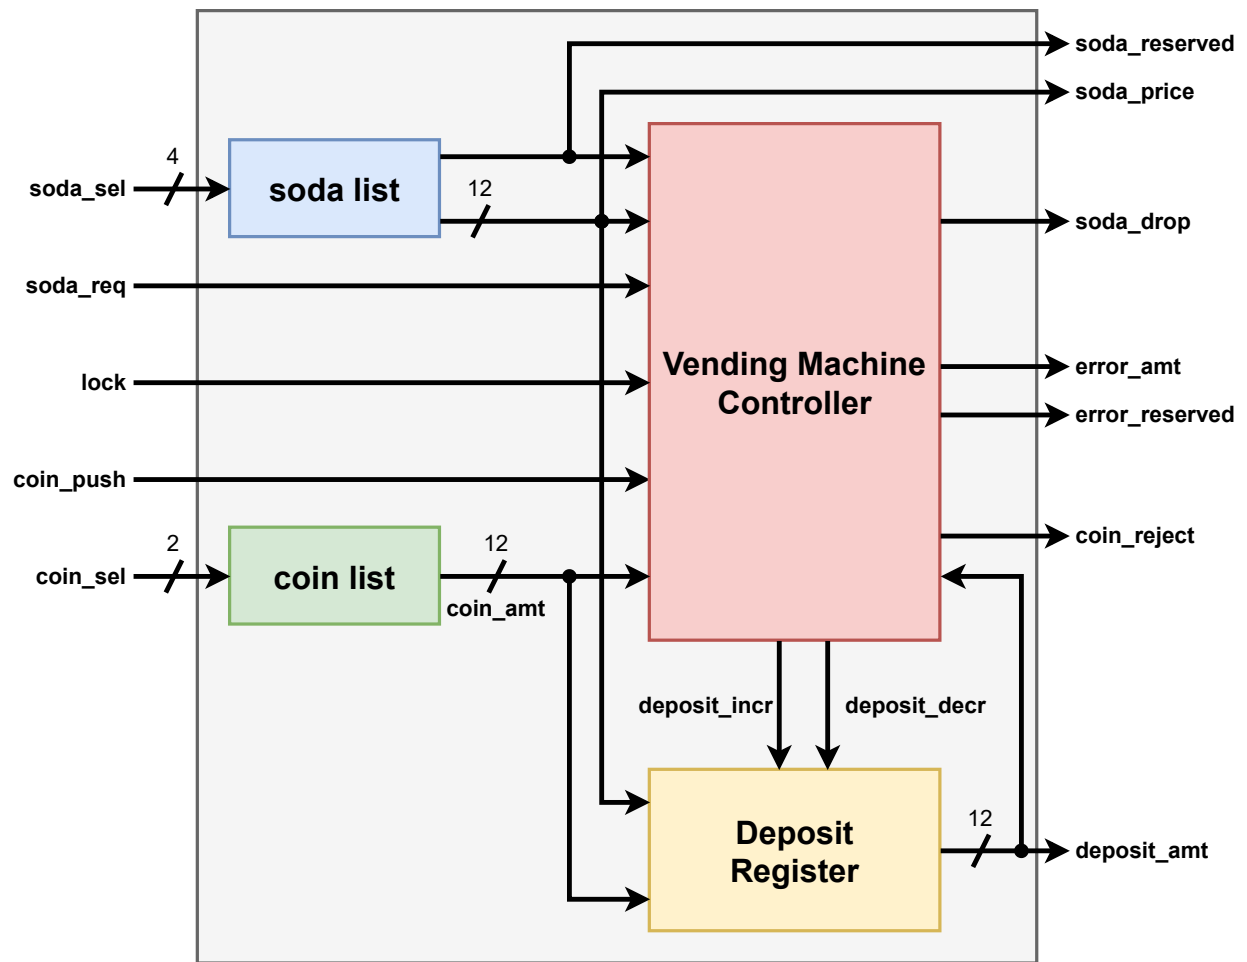 soda_reserved
soda_price
4
soda_sel
soda list
12
soda_drop
soda_req
Vending Machine
Controller
lock
error_amt
error_reserved
coin_push
coin_sel
2
coin list
12
coin_amt
coin_reject
deposit_incr
deposit_decr
Deposit
Register
12
deposit_amt